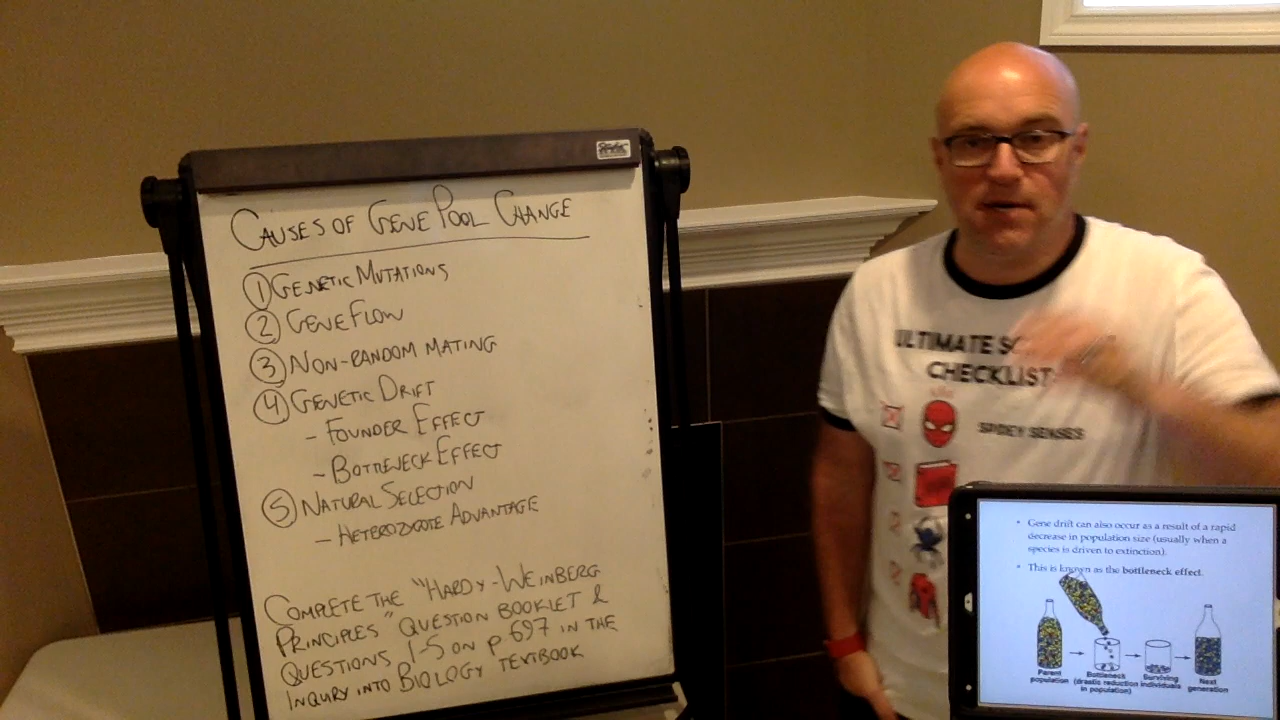 CAUSES OF GENE POOL CHANGE
① GENETIC MUTATIONS
② GENE FLOW
③ NON-RANDOM MATING
④ GENETIC DRIFT
- FOUNDER EFFECT
- BOTTLENECK EFFECT
⑤ NATURAL SELECTION
- HETEROZYGOTE ADVANTAGE
COMPLETE THE "HARDY-WEINBERG
PRINCIPLES" QUESTION BOOKLET &
QUESTIONS 1-5 ON p 697 IN THE
INQUIRY INTO BIOLOGY TEXTBOOK
ULTIMATE
CHECKLIST
SPIDEY SENSES
• Gene drift can also occur as a result of a rapid
decrease in population size (usually when a
species is driven to extinction).
• This is known as the bottleneck effect.
Parent
population
Bottleneck
(drastic reduction
in population)
Surviving
individuals
Next
generation